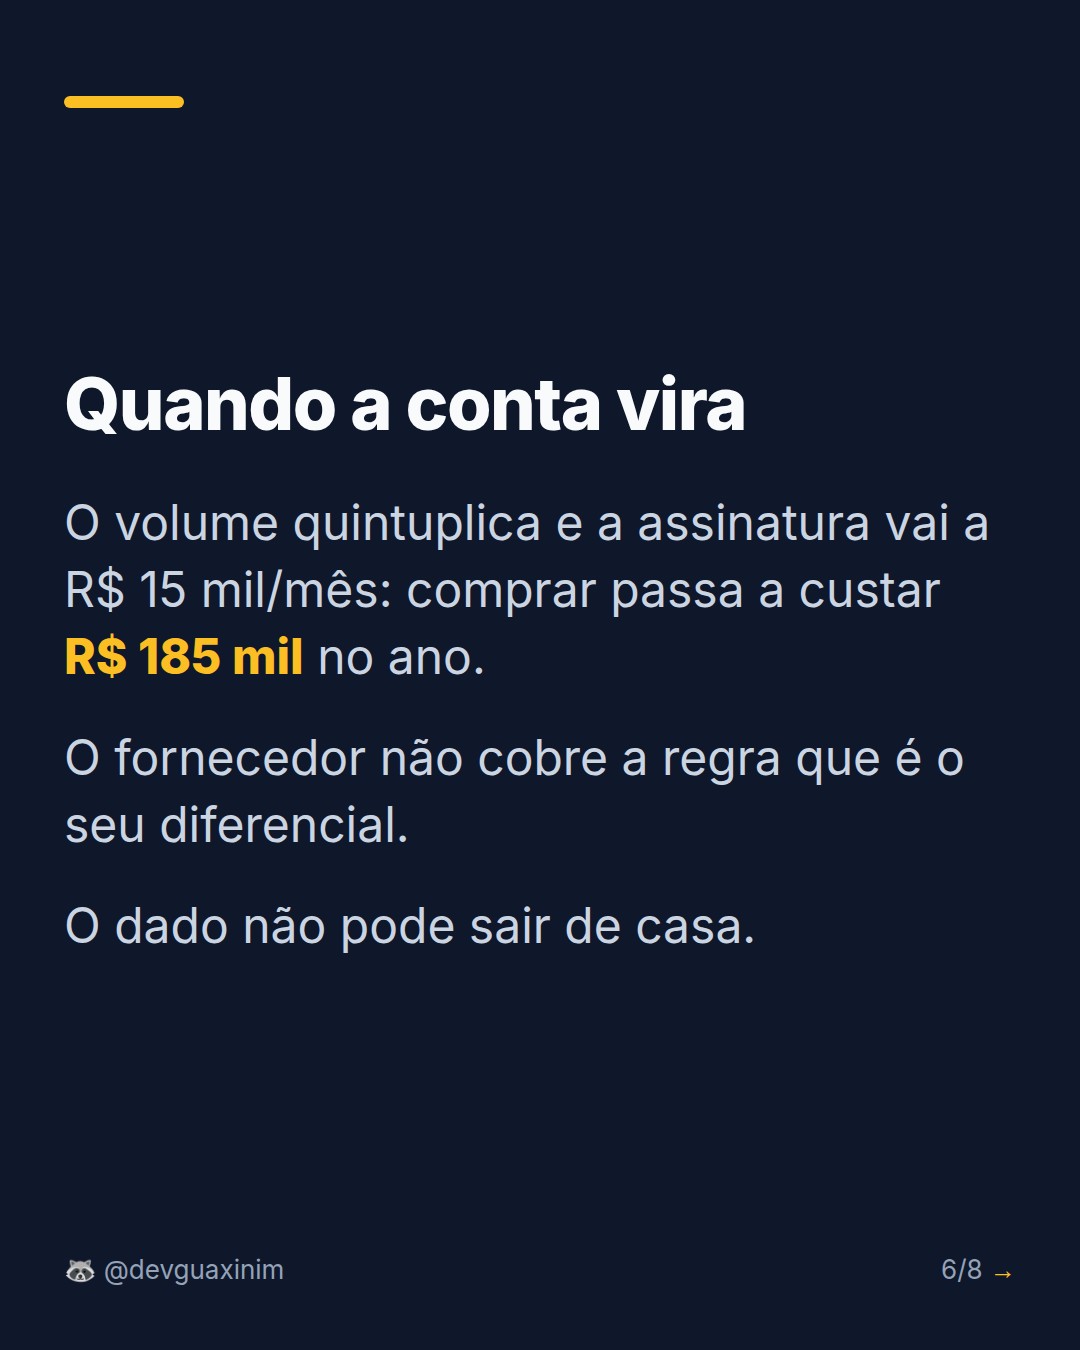 Quando a conta vira
O volume quintuplica e a assinatura vai a
R$ 15 mil/mês: comprar passa a custar
R$ 185 mil no ano.
O fornecedor não cobre a regra que é o
seu diferencial.
O dado não pode sair de casa.
🦝 @devguaxinim
6/8 →